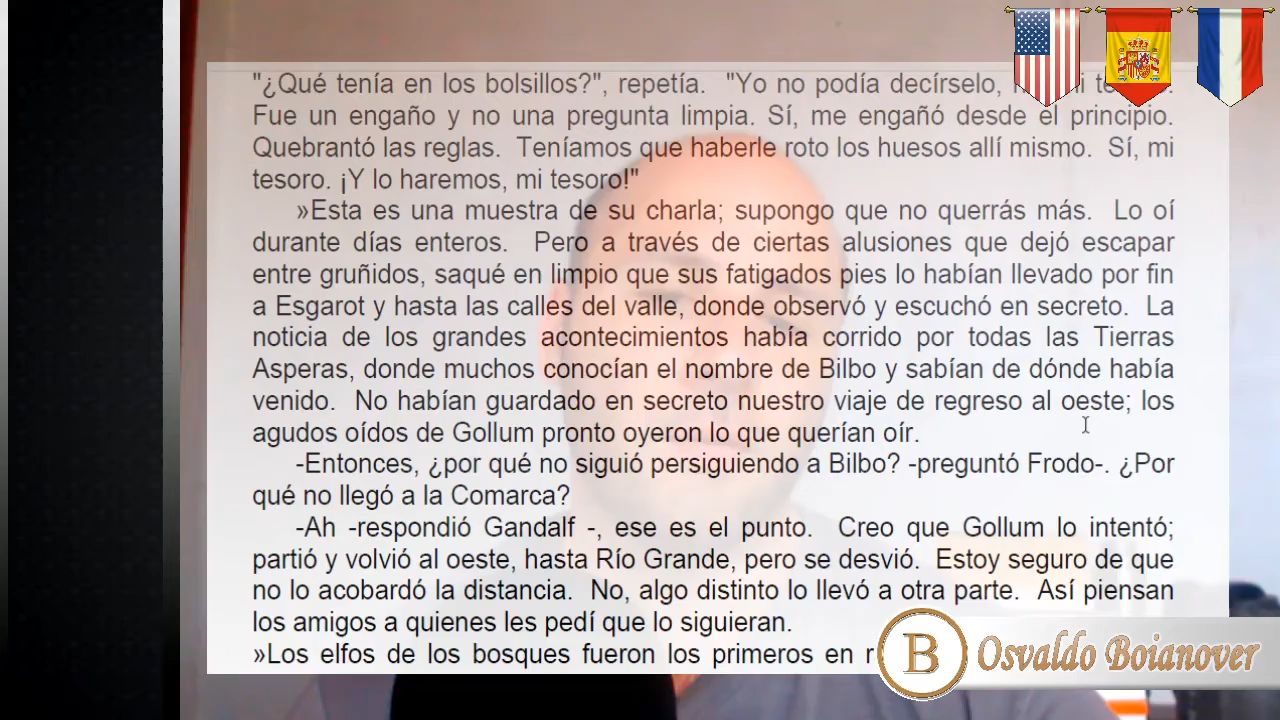 "¿Qué tenía en los bolsillos?", repetía. "Yo no podía decírselo,
Fue un engaño y no una pregunta limpia. Sí, me engañó desde el principio.
Quebrantó las reglas. Teníamos que haberle roto los huesos allí mismo. Sí, mi
tesoro. ¡Y lo haremos, mi tesoro!"
»Esta es una muestra de su charla; supongo que no querrás más. Lo oí
durante días enteros. Pero a través de ciertas alusiones que dejó escapar
entre gruñidos, saqué en limpio que sus fatigados pies lo habían llevado por fin
a Esgarot y hasta las calles del valle, donde observó y escuchó en secreto. La
noticia de los grandes acontecimientos había corrido por todas las Tierras
Asperas, donde muchos conocían el nombre de Bilbo y sabían de dónde había
venido. No habían guardado en secreto nuestro viaje de regreso al oeste; los
agudos oídos de Gollum pronto oyeron lo que querían oír.
-Entonces, ¿por qué no siguió persiguiendo a Bilbo? -preguntó Frodo-. ¿Por
qué no llegó a la Comarca?
-Ah -respondió Gandalf -, ese es el punto. Creo que Gollum lo intentó;
partió y volvió al oeste, hasta Río Grande, pero se desvió. Estoy seguro de que
no lo acobardó la distancia. No, algo distinto lo llevó a otra parte. Así piensan
los amigos a quienes les pedí que lo siguieran.
»Los elfos de los bosques fueron los primeros en
B Osvaldo Boianover